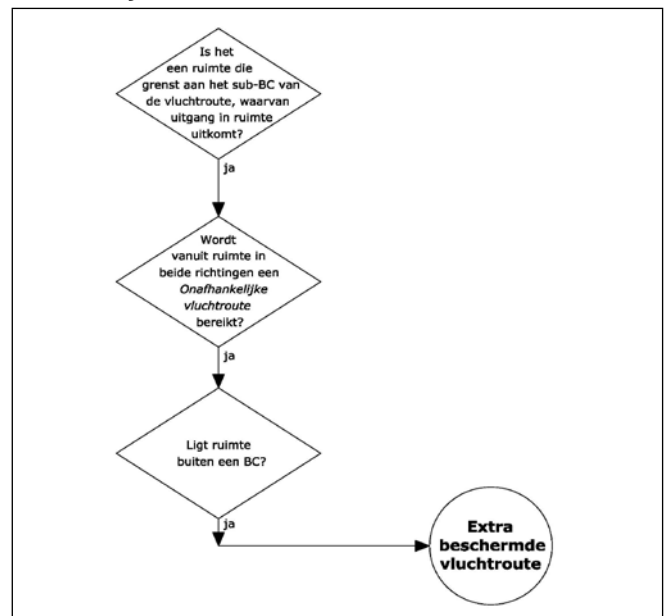 Is het
een ruimte die
grenst aan het sub-BC van
de vluchtroute, waarvan
uitgang in ruimte
uitkomt?
ja
Wordt
vanuit ruimte in
beide richtingen een
Onafhankelijke
vluchtroute
bereikt?
ja
Ligt ruimte
buiten een BC?
ja
Extra
beschermde
vluchtroute